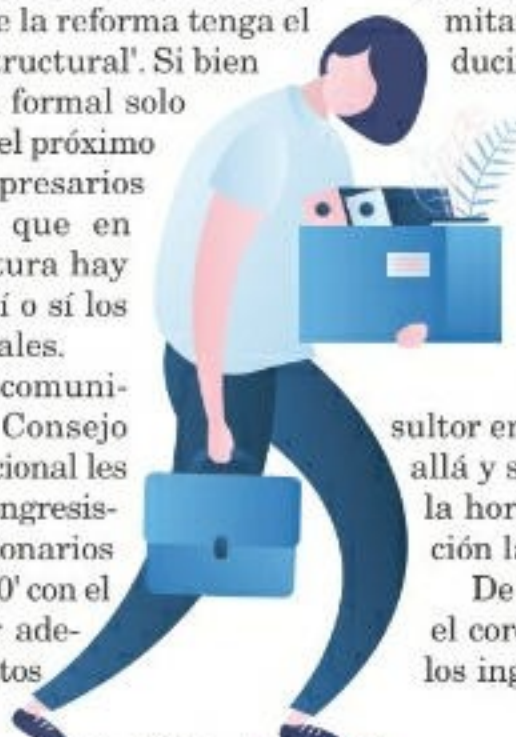 e la reforma tenga el
ructural'. Si bien
formal solo
el próximo
presarios
que en
tura hay
í o sí los
ales.
comuni-
Consejo
cional les
ngresis-
onarios
0' con el
ade-
tos
mita
duci
sultor en
allá y s
la hor
ción la
De
el cor
los ing